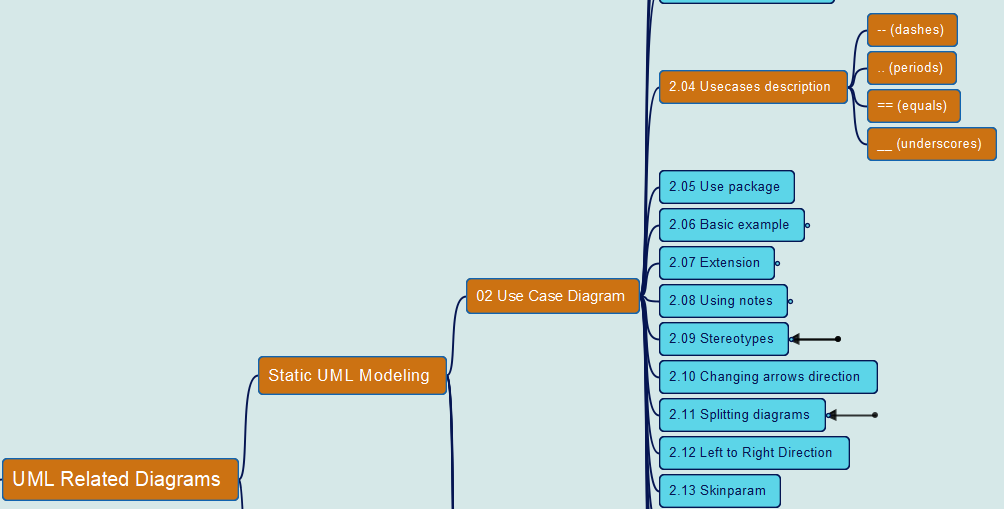 -- (dashes)
.. (periods)
2.04 Usecases description
== (equals)
__ (underscores)
2.05 Use package
2.06 Basic example
2.07 Extension
02 Use Case Diagram
2.08 Using notes
2.09 Stereotypes
Static UML Modeling
2.10 Changing arrows direction
2.11 Splitting diagrams
2.12 Left to Right Direction
UML Related Diagrams
2.13 Skinparam